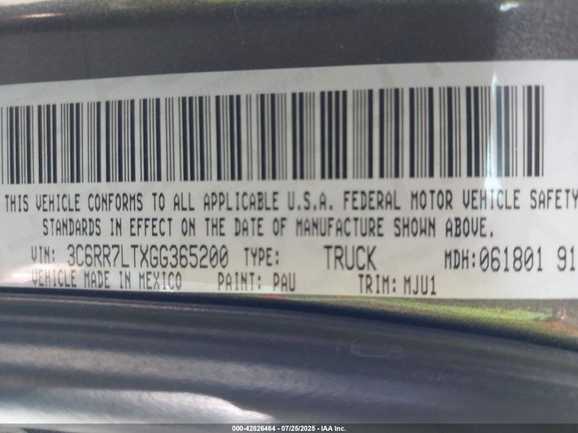 THIS VEHICLE CONFORMS TO ALL APPLICABLE U.S.A. FEDERAL MOTOR VEHICLE SAFETY
STANDARDS IN EFFECT ON THE DATE OF MANUFACTURE SHOWN ABOVE.
VIN: 3C6RR7LTXGG365200 TYPE: TRUCK MDH:061801 91
VEHICLE MADE IN MEXICO PAINT: PAU TRIM: MJU1
000-42626464 - 07/25/2025 - IAA Inc.